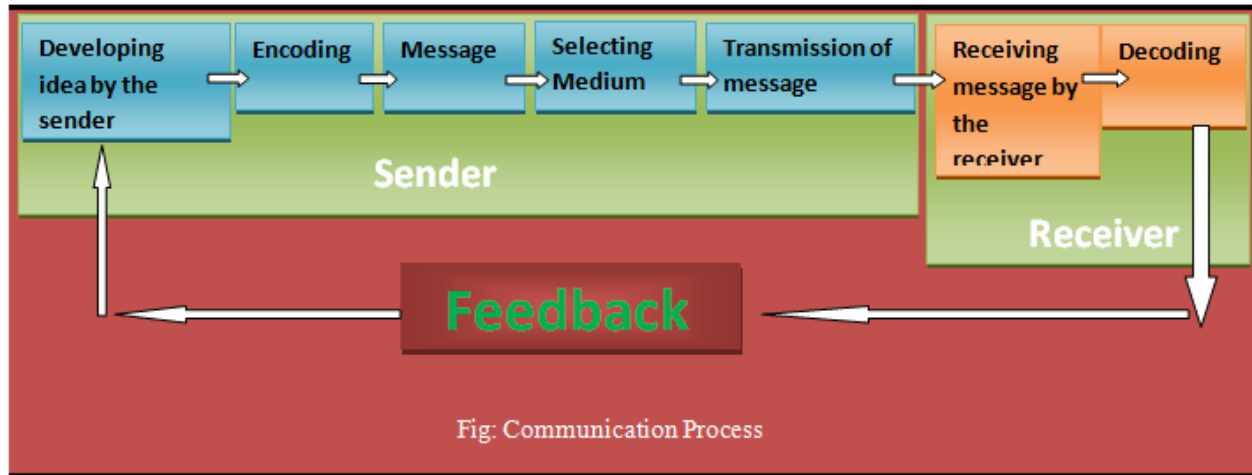 Developing
idea by the
sender
Encoding
Message
Selecting
Medium
Transmission of
message
Receiving
message by
the
receiver
Decoding
Sender
Receiver
Feedback
Fig: Communication Process